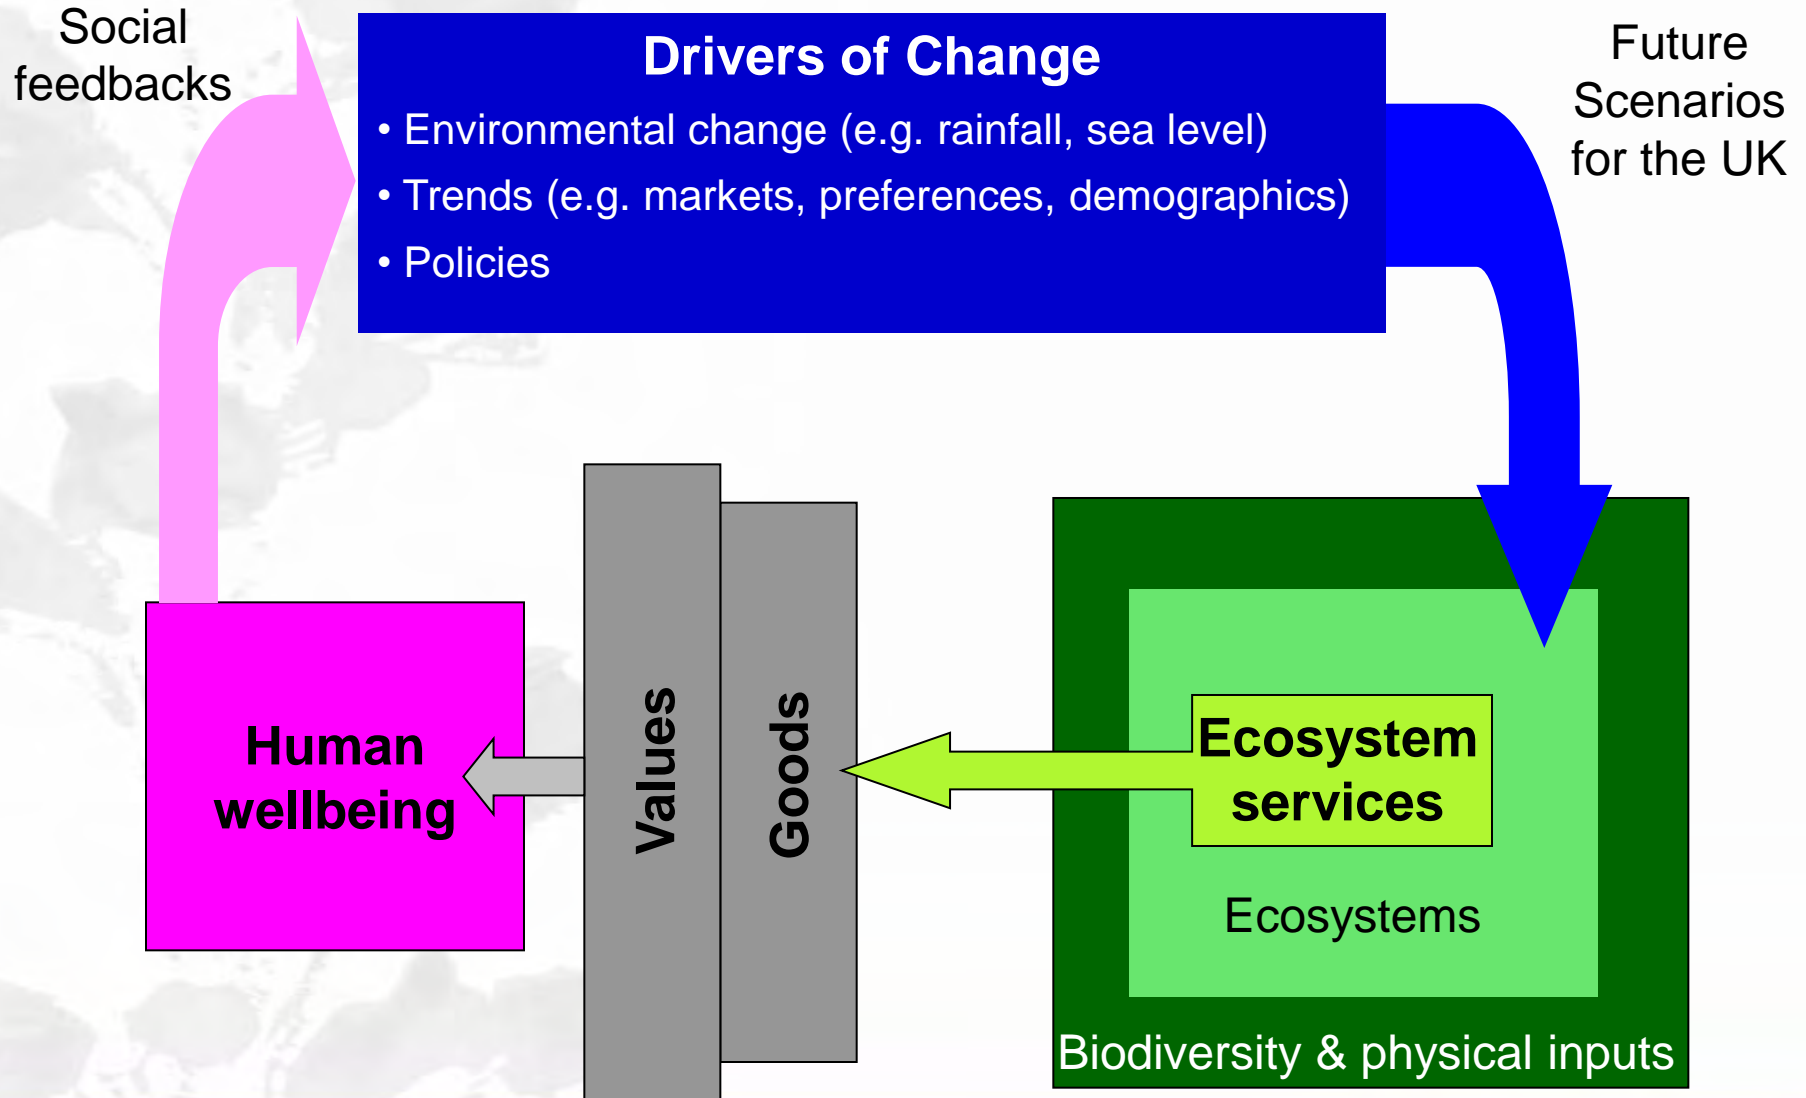 Social
feedbacks
Drivers of Change
• Environmental change (e.g. rainfall, sea level)
• Trends (e.g. markets, preferences, demographics)
• Policies
Future
Scenarios
for the UK
Human
wellbeing
Values
Goods
Ecosystem
services
Ecosystems
Biodiversity & physical inputs